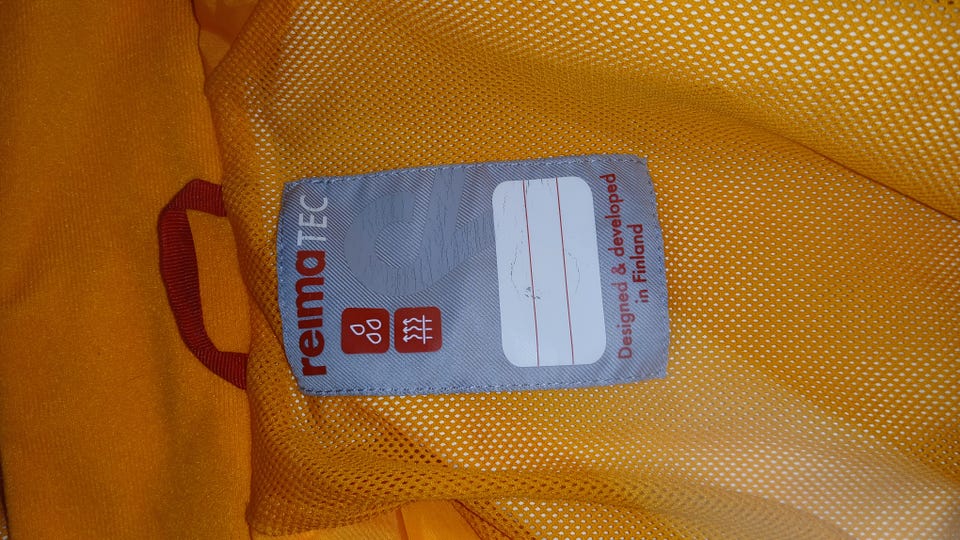 reimaTEC
Designed & developed
in Finland